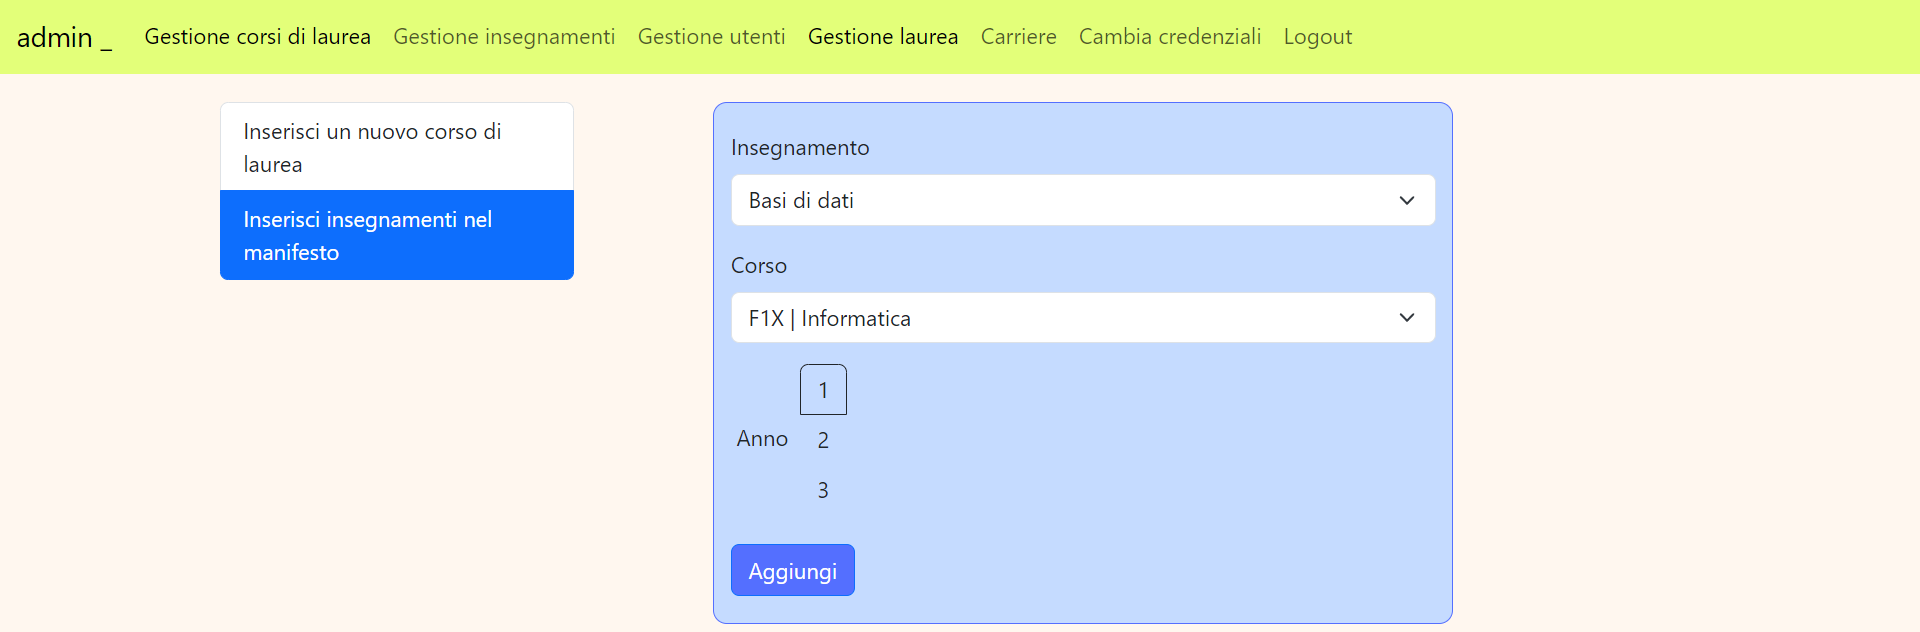 admin _ Gestione corsi di laurea Gestione insegnamenti Gestione utenti Gestione laurea Carriere Cambia credenziali Logout
Inserisci un nuovo corso di
laurea
Inserisci insegnamenti nel
manifesto
Insegnamento
Basi di dati
Corso
F1X | Informatica
Anno
1
2
3
Aggiungi